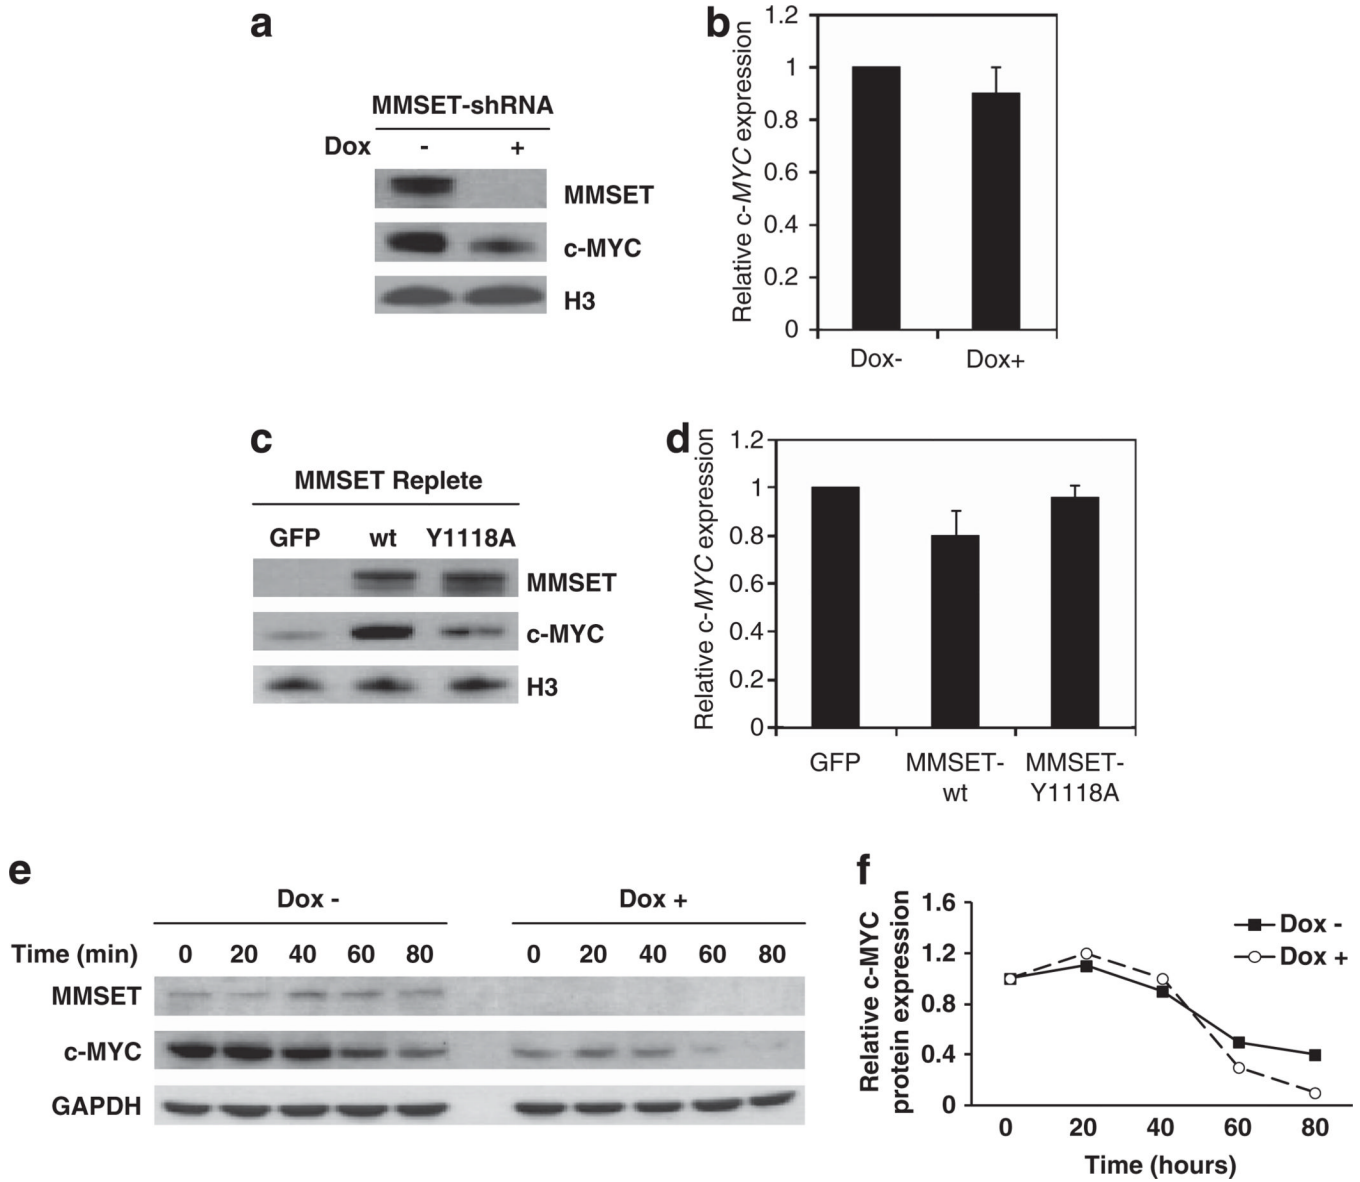 a
MMSET-shRNA
Dox - +
MMSET
c-MYC
H3
b
Relative c-MYC expression
1.2
1
0.8
0.6
0.4
0.2
0
Dox- Dox+
c
MMSET Replete
GFP wt Y1118A
MMSET
c-MYC
H3
d
Relative c-MYC expression
1.2
1
0.8
0.6
0.4
0.2
0
GFP MMSET- MMSET-
wt Y1118A
e
Dox - Dox +
Time (min) 0 20 40 60 80 0 20 40 60 80
MMSET
c-MYC
GAPDH
f
Relative c-MYC
protein expression
1.6
1.2
0.8
0.4
0
Dox -
Dox +
0 20 40 60 80
Time (hours)